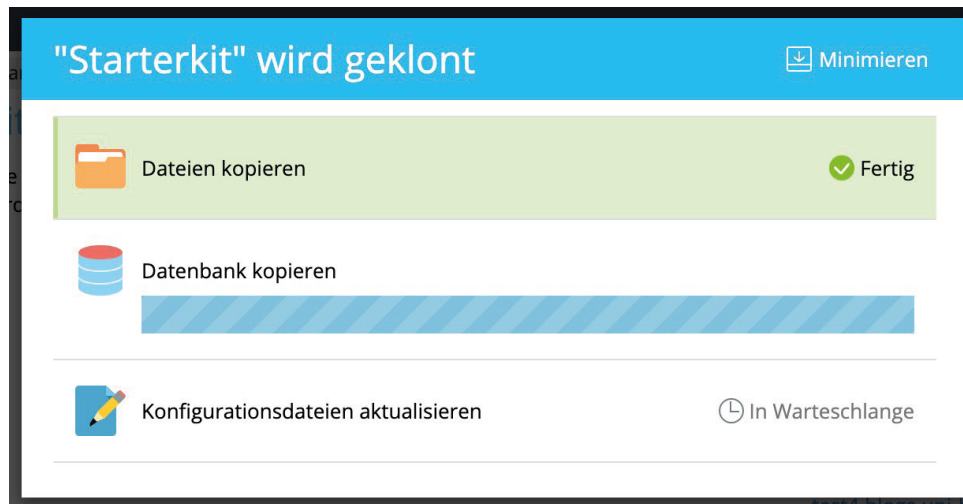 "Starterkit" wird geklont
Minimieren
Dateien kopieren
Fertig
Datenbank kopieren
Konfigurationsdateien aktualisieren
In Warteschlange